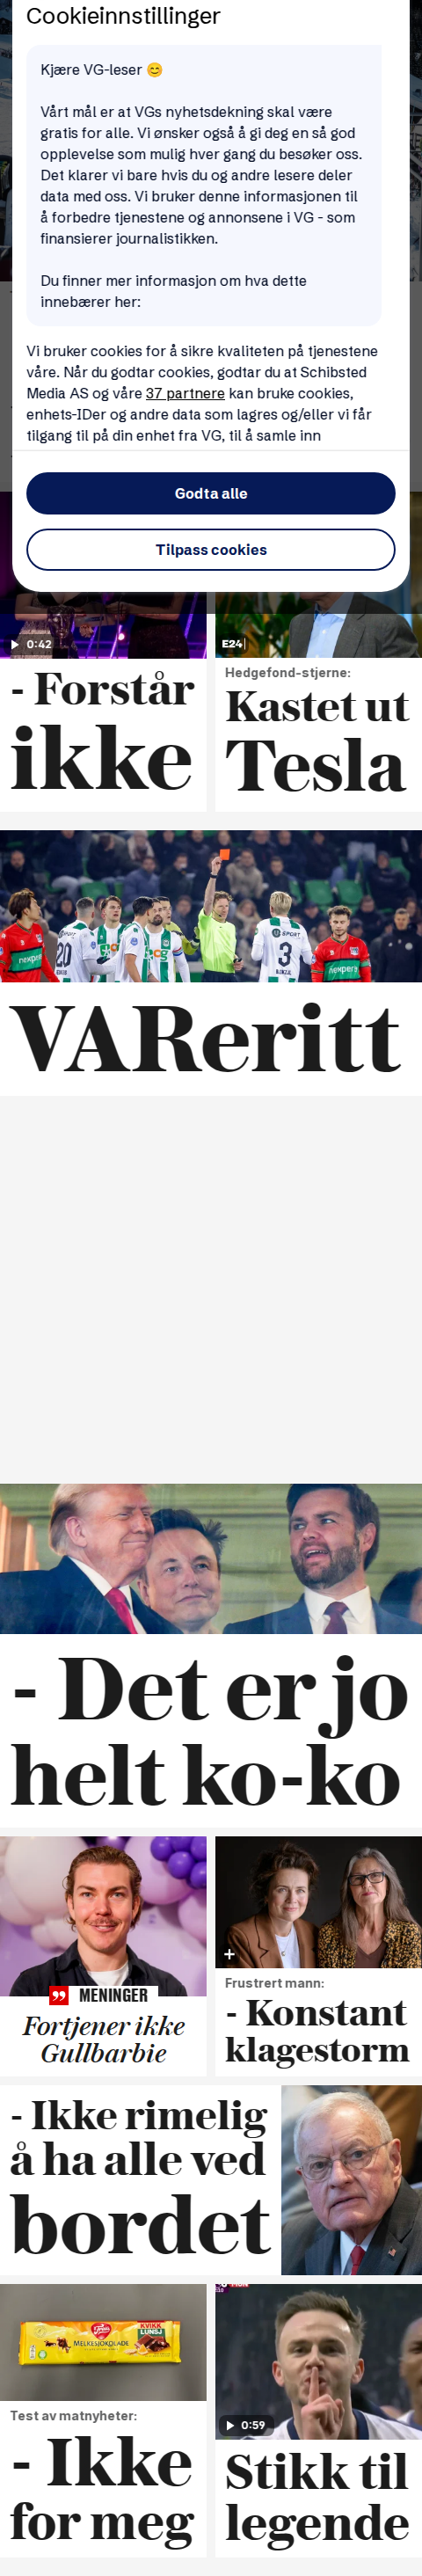 Cookieinnstillinger
Kjære VG-leser 😊
Vårt mål er at VGs nyhetsdekning skal være
gratis for alle. Vi ønsker også å gi deg en så god
opplevelse som mulig hver gang du besøker oss.
Det klarer vi bare hvis du og andre lesere deler
data med oss. Vi bruker denne informasjonen til
å forbedre tjenestene og annonsene i VG - som
finansierer journalistikken.
Du finner mer informasjon om hva dette
innebærer her:
Vi bruker cookies for å sikre kvaliteten på tjenestene
våre. Når du godtar cookies, godtar du at Schibsted
Media AS og våre 37 partnere kan bruke cookies,
enhets-IDer og andre data som lagres og/eller vi får
tilgang til på din enhet fra VG, til å samle inn
Godta alle
Tilpass cookies
0:42
E24
- Forstår
ikke
Hedgefond-stjerne:
Kastet ut
Tesla
nexpera
20
3
nexpera
VAReritt
- Det er jo
helt ko-ko
MENINGER
Fortjener ikke
Gullbarbie
Frustrert mann:
- Konstant
klagestorm
- Ikke rimelig
å ha alle ved
bordet
Freia
MELKESJOKOLADE
KVIKK
LUNSJ
Test av matnyheter:
- Ikke
for meg
0:59
Stikk til
legende